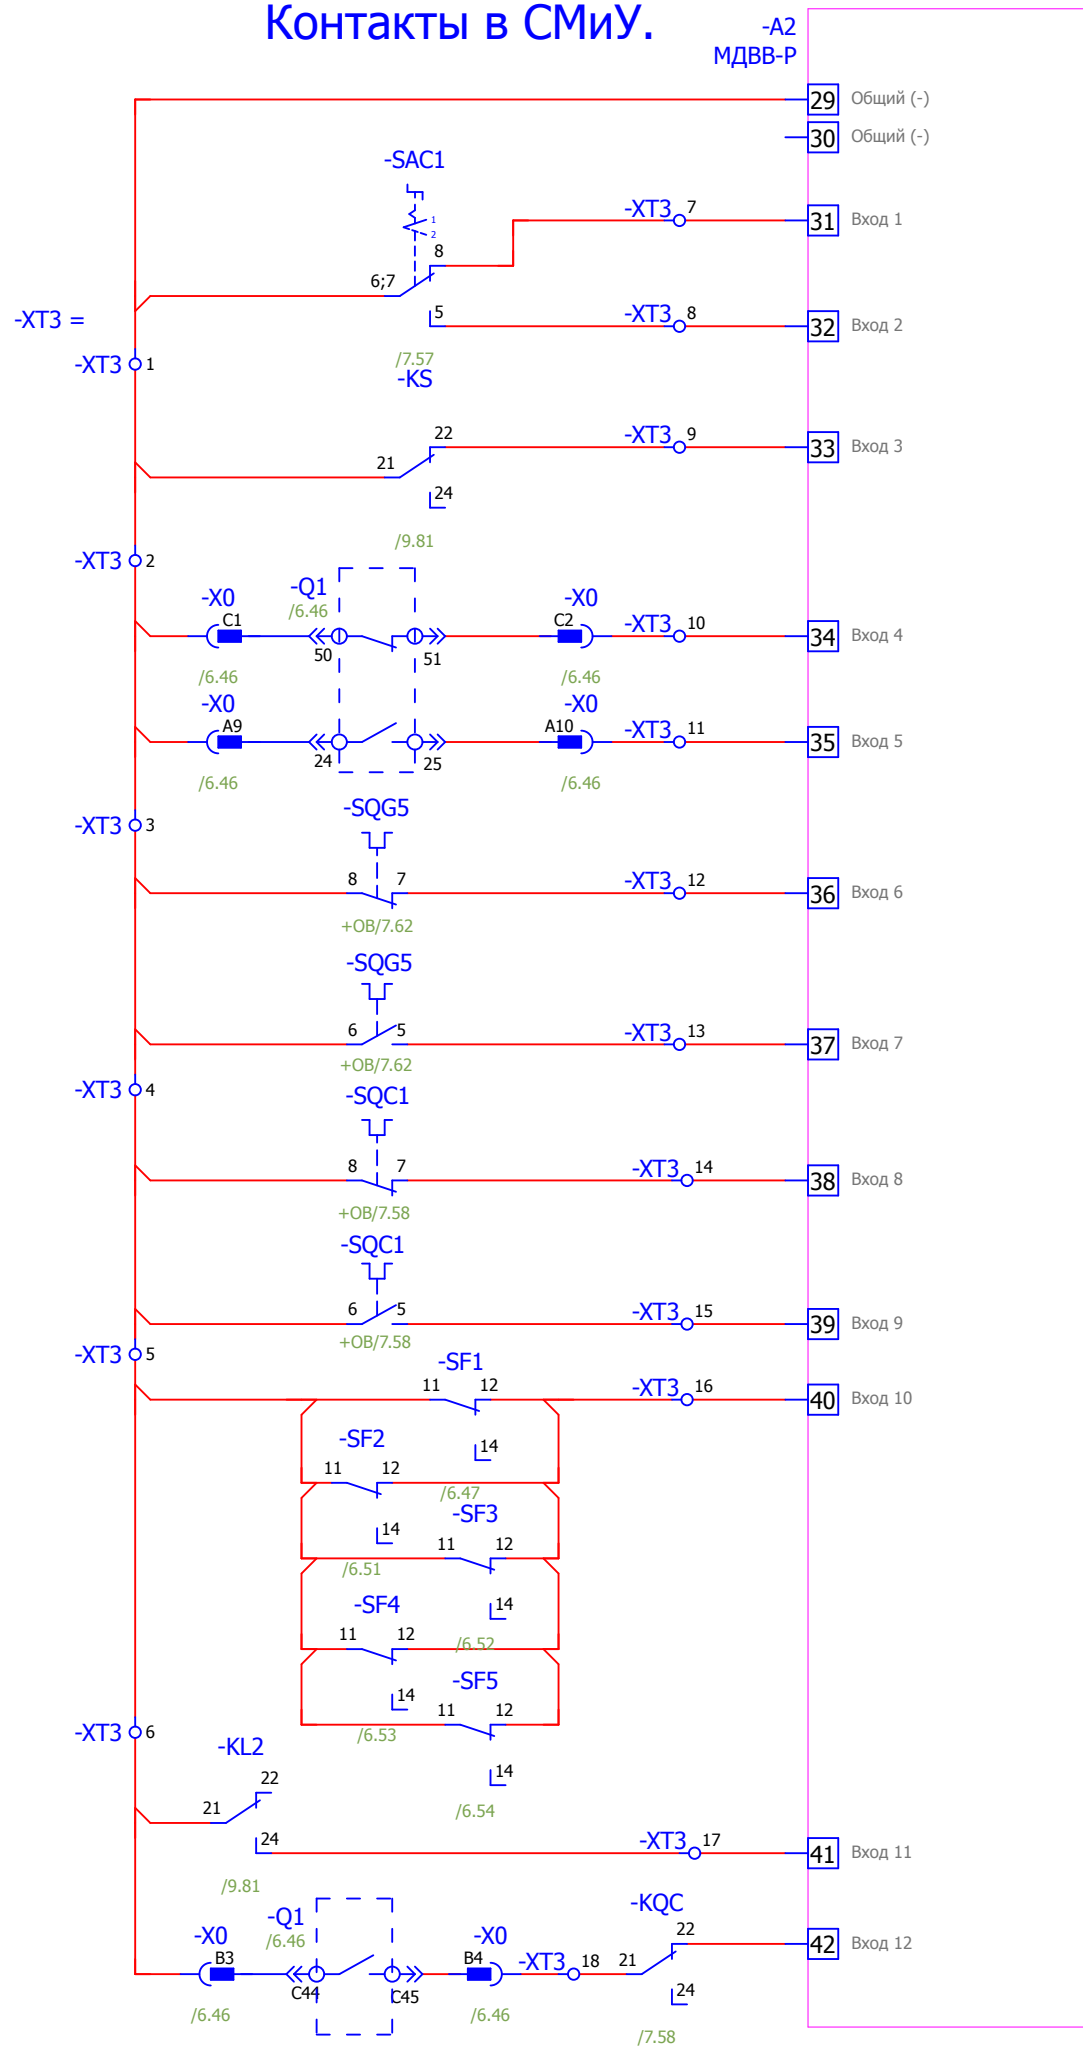 Контакты в СМиУ.
-A2
МДВВ-Р
29 Общий (-)
30 Общий (-)
-SAC1
1
2
-XT3 7
31 Вход 1
8
6;7
-XT3 =
5
-XT3 8
32 Вход 2
/7.57
-XT3 1
-KS
22
-XT3 9
33 Вход 3
21
24
/9.81
-XT3 2
-Q1
/6.46
-X0
C1
-X0
C2
-XT3 10
34 Вход 4
50
51
/6.46
/6.46
-X0
A9
-X0
A10
-XT3 11
35 Вход 5
24
25
/6.46
/6.46
-SQG5
-XT3 3
8
7
-XT3 12
36 Вход 6
+OB/7.62
-SQG5
6
5
-XT3 13
37 Вход 7
+OB/7.62
-XT3 4
-SQC1
8
7
-XT3 14
38 Вход 8
+OB/7.58
-SQC1
6
5
-XT3 15
39 Вход 9
+OB/7.58
-XT3 5
-SF1
11
12
-XT3 16
40 Вход 10
14
-SF2
11
12
/6.47
14
-SF3
11
12
/6.51
14
-SF4
11
12
/6.52
14
-SF5
11
12
/6.53
14
/6.54
-XT3 6
-KL2
22
21
24
-XT3 17
41 Вход 11
/9.81
-Q1
/6.46
-KQC
22
42 Вход 12
-X0
B3
-X0
B4
-XT3 18
21
C44
C45
24
/6.46
/6.46
/7.58